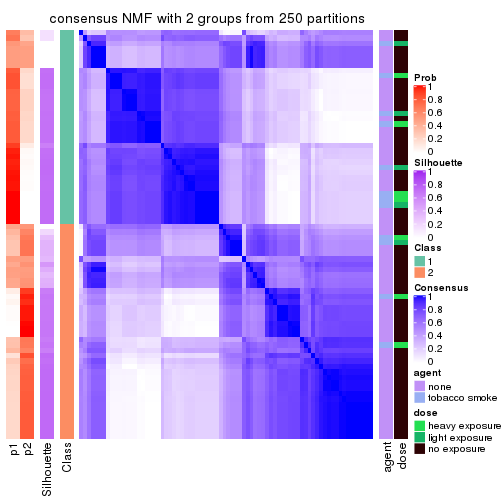 consensus NMF with 2 groups from 250 partitions
Prob
1
0.8
0.6
0.4
0.2
0
Silhouette
1
0.8
0.6
0.4
0.2
0
Class
1
2
Consensus
1
0.8
0.6
0.4
0.2
0
agent
none
tobacco smoke
dose
heavy exposure
light exposure
no exposure
p1
p2
Silhouette
Class
agent
dose